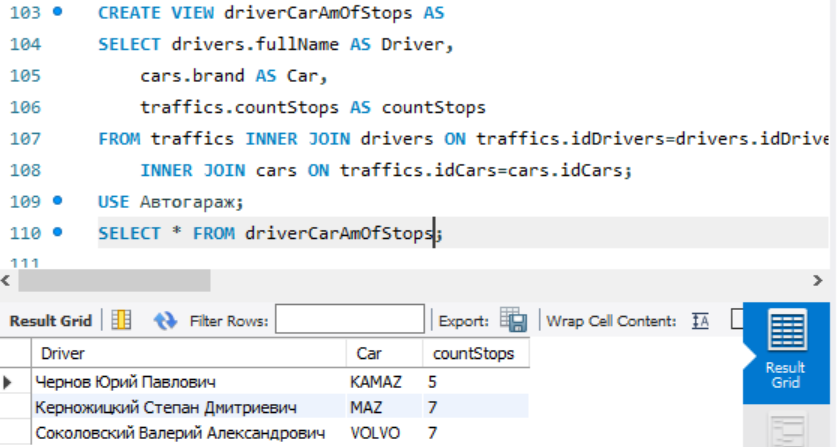 103 CREATE VIEW driverCarAmOfStops AS
104 SELECT drivers.fullName AS Driver,
105 cars.brand AS Car,
106 traffics.countStops AS countStops
107 FROM traffics INNER JOIN drivers ON traffics.idDrivers=drivers.idDrive
108 INNER JOIN cars ON traffics.idCars=cars.idCars;
109 USE Автогараж;
110 SELECT * FROM driverCarAmOfStops;
111
Result Grid Filter Rows: Export: Wrap Cell Content:
Driver Car countStops
Чернов Юрий Павлович KAMAZ 5
Керножицкий Степан Дмитриевич MAZ 7
Соколовский Валерий Александрович VOLVO 7
Result
Grid